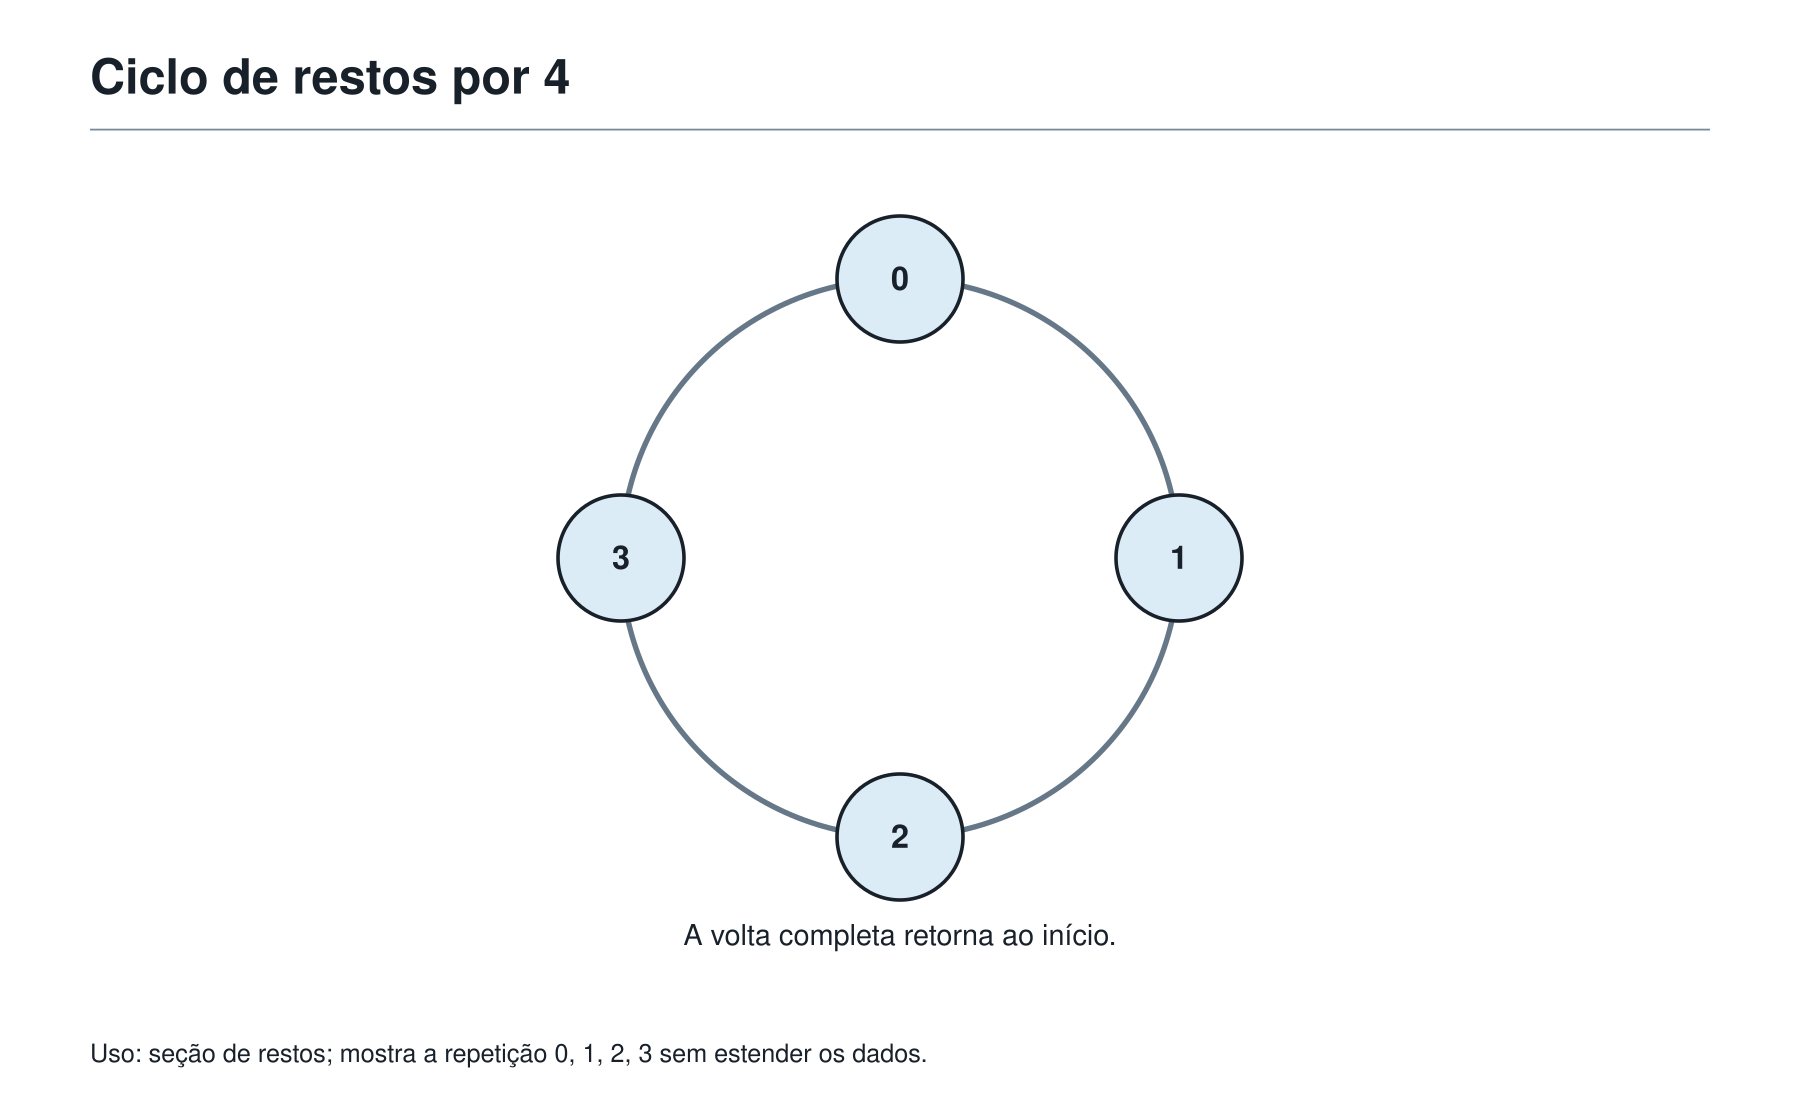 Ciclo de restos por 4
0
3
1
2
A volta completa retorna ao início.
Uso: seção de restos; mostra a repetição 0, 1, 2, 3 sem estender os dados.